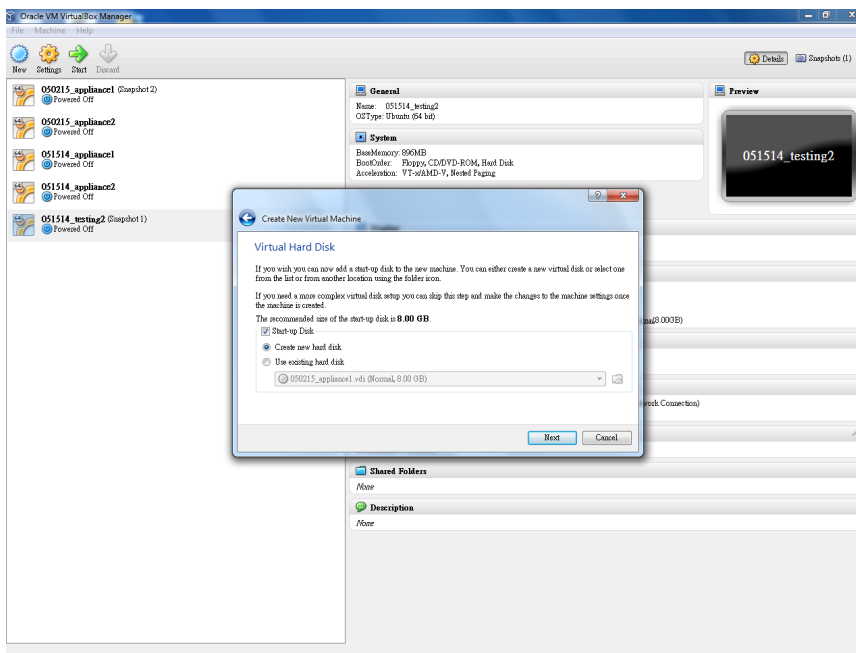 Oracle VM VirtualBox Manager
File Machine Help
New Settings Start Discard
Details Snapshots (1)
050215_appliance1 (Snapshot 2)
Powered Off
050215_appliance2
Powered Off
051514_appliance1
Powered Off
051514_appliance2
Powered Off
051514_testing2 (Snapshot 1)
Powered Off
General
Name: 051514_testing2
OSType: Ubuntu (64 bit)
System
BaseMemory: 896MB
BootOrder: Floppy, CD/DVD-ROM, Hard Disk
Acceleration: VT-x/AMD-V, Nested Paging
Preview
051514_testing2
Create New Virtual Machine
Virtual Hard Disk
If you wish you can now add a start-up disk to the new machine. You can either create a new virtual disk or select one
from the list or from another location using the folder icon.
If you need a more complex virtual disk setup you can skip this step and make the changes to the machine settings once
the machine is created.
The recommended size of the start-up disk is 8.00 GB.
Start-up Disk
Create new hard disk
Use existing hard disk
050215_appliance1.vdi (Normal, 8.00 GB)
Next Cancel
8.00GB)
work Connection)
Shared Folders
None
Description
None